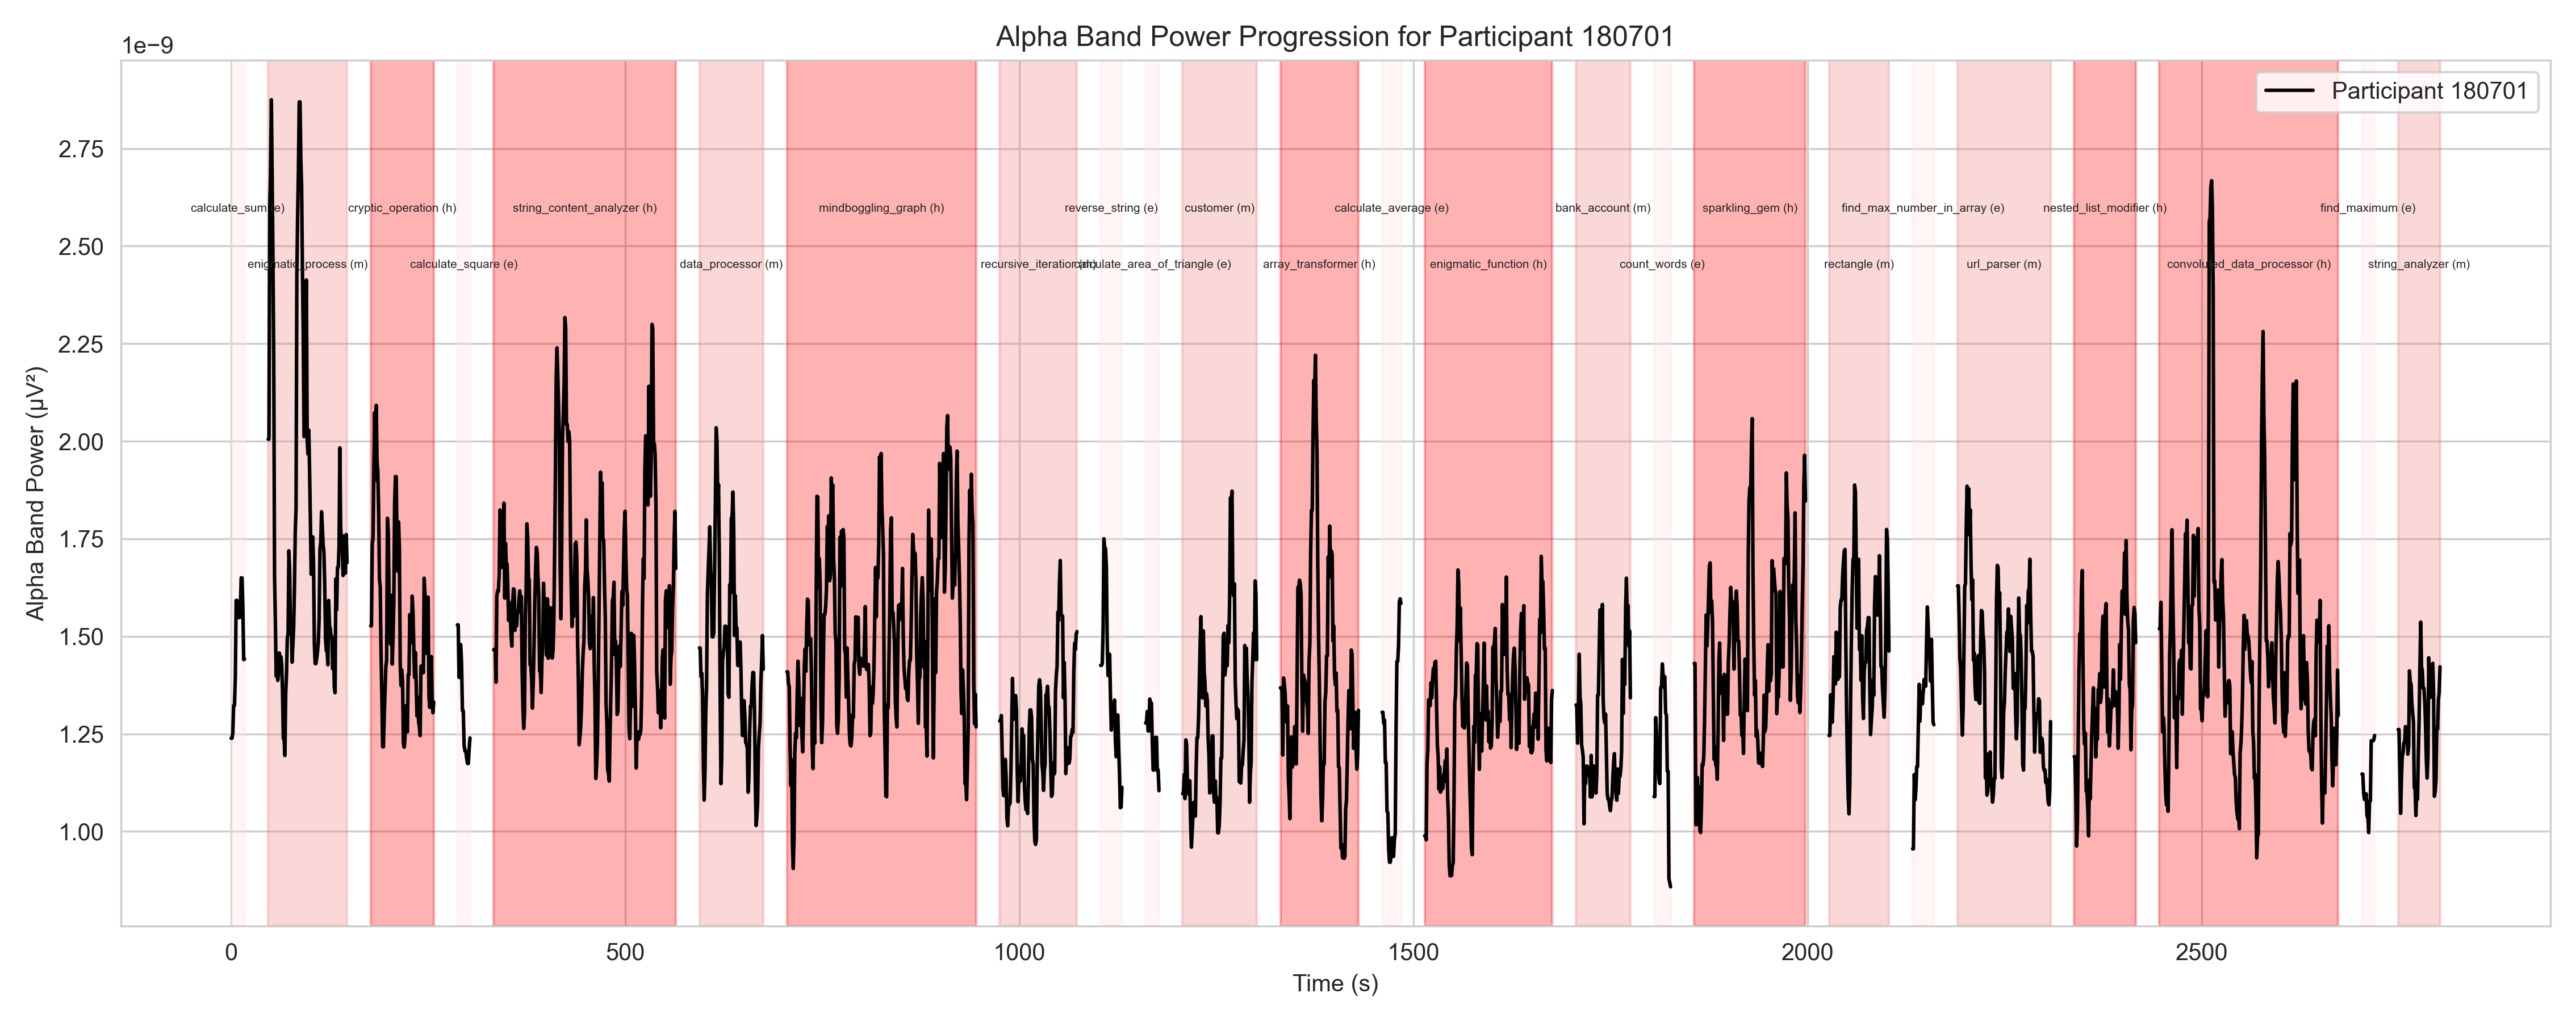 Alpha Band Power Progression for Participant 180701
1e−9
Participant 180701
2.75
2.50
2.25
2.00
1.75
1.50
1.25
1.00
Alpha Band Power (µV²)
calculate_sum (e)
cryptic_operation (h)
string_content_analyzer (h)
mindboggling_graph (h)
reverse_string (e)
customer (m)
calculate_average (e)
bank_account (m)
sparkling_gem (h)
find_max_number_in_array (e)
nested_list_modifier (h)
find_maximum (e)
enigmatic_process (m)
calculate_square (e)
data_processor (m)
recursive_iteration (m)
calculate_area_of_triangle (e)
array_transformer (h)
enigmatic_function (h)
count_words (e)
rectangle (m)
url_parser (m)
convoluted_data_processor (h)
string_analyzer (m)
0
500
1000
1500
2000
2500
Time (s)